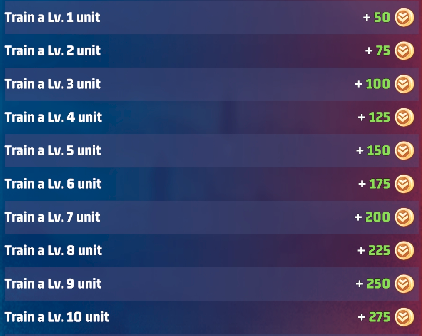 Train a Lv. 1 unit + 50
Train a Lv. 2 unit + 75
Train a Lv. 3 unit + 100
Train a Lv. 4 unit + 125
Train a Lv. 5 unit + 150
Train a Lv. 6 unit + 175
Train a Lv. 7 unit + 200
Train a Lv. 8 unit + 225
Train a Lv. 9 unit + 250
Train a Lv. 10 unit + 275